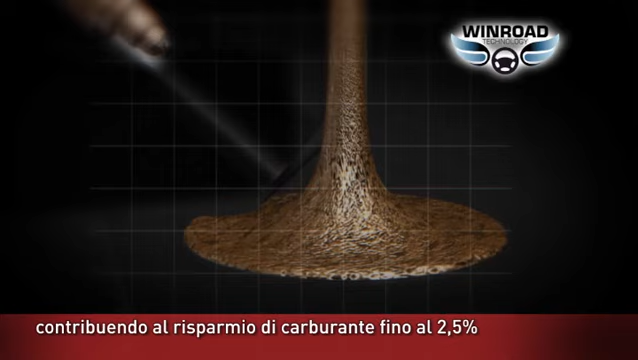 WINROAD
TECHNOLOGY
contribuendo al risparmio di carburante fino al 2,5%